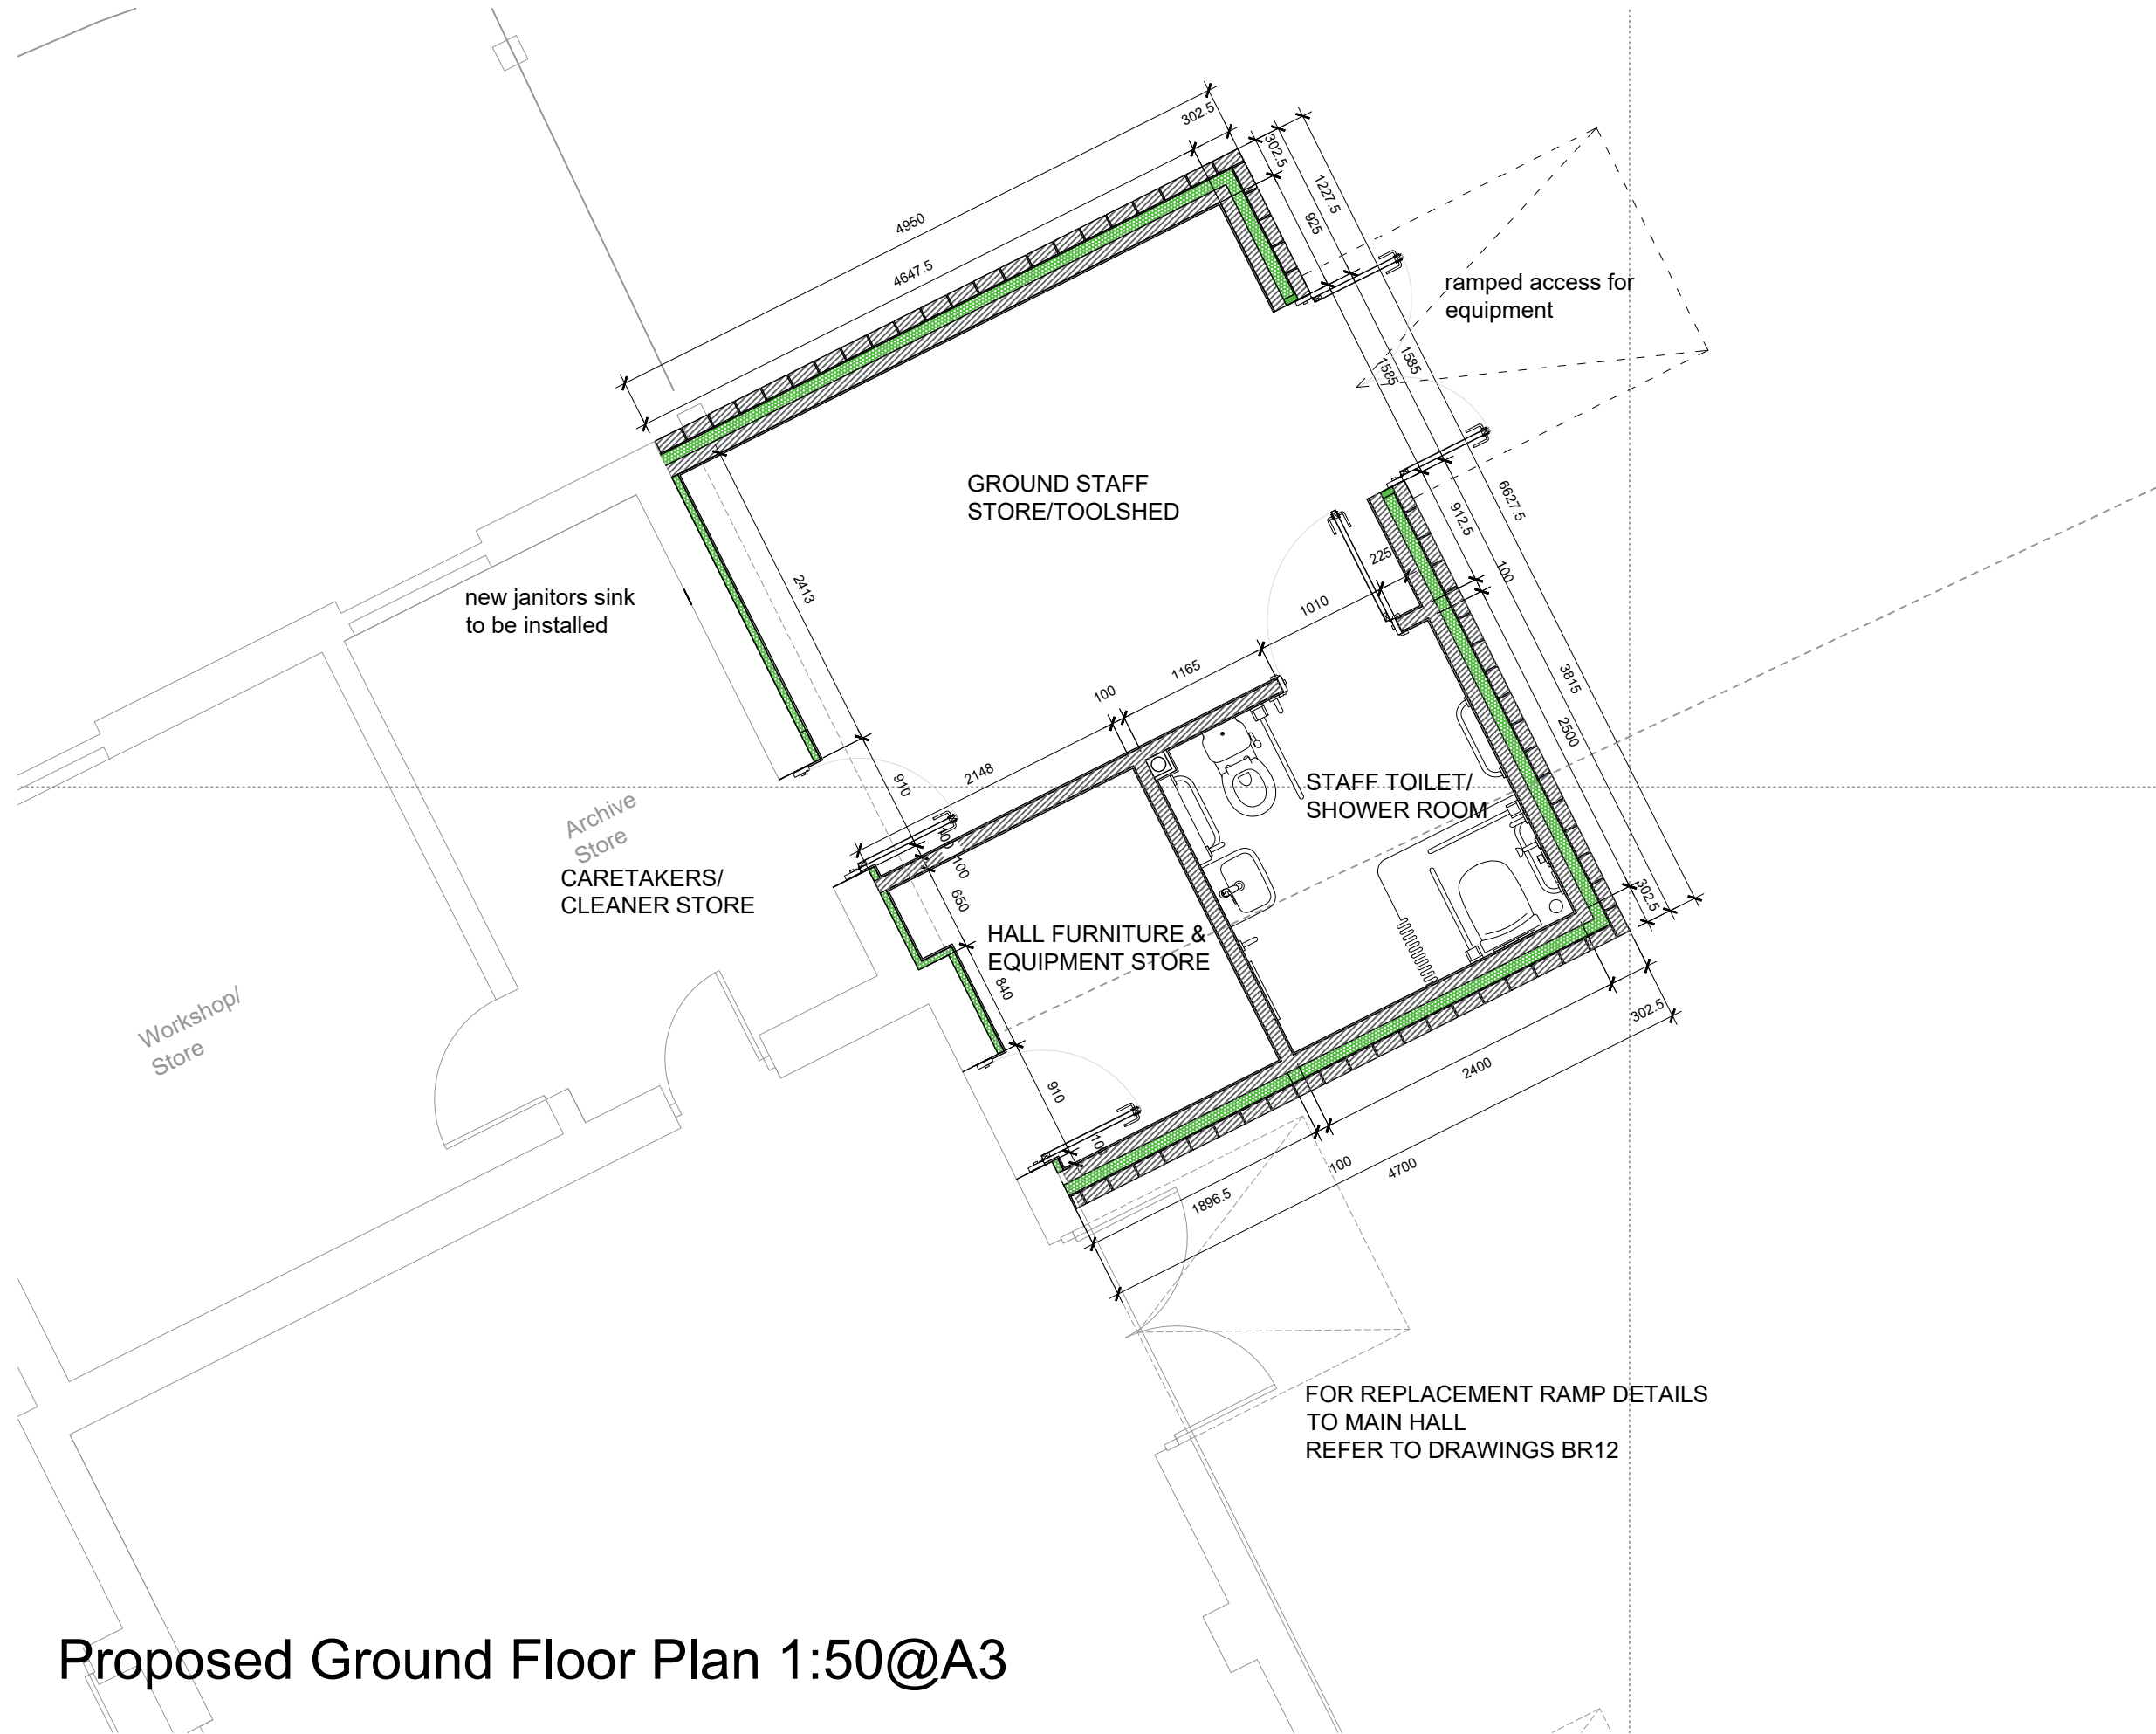 302.5
302.5
4950
4647.5
1227.5
925
ramped access for
equipment
1585
1585
GROUND STAFF
STORE/TOOLSHED
6627.5
912.5
225
100
new janitors sink
to be installed
2413
1010
1165
100
3815
2500
2148
910
STAFF TOILET/
SHOWER ROOM
Archive
Store
100
100
650
CARETAKERS/
CLEANER STORE
302.5
HALL FURNITURE &
EQUIPMENT STORE
840
Workshop/
Store
302.5
2400
910
100
100
4700
1896.5
FOR REPLACEMENT RAMP DETAILS
TO MAIN HALL
REFER TO DRAWINGS BR12
Proposed Ground Floor Plan 1:50@A3